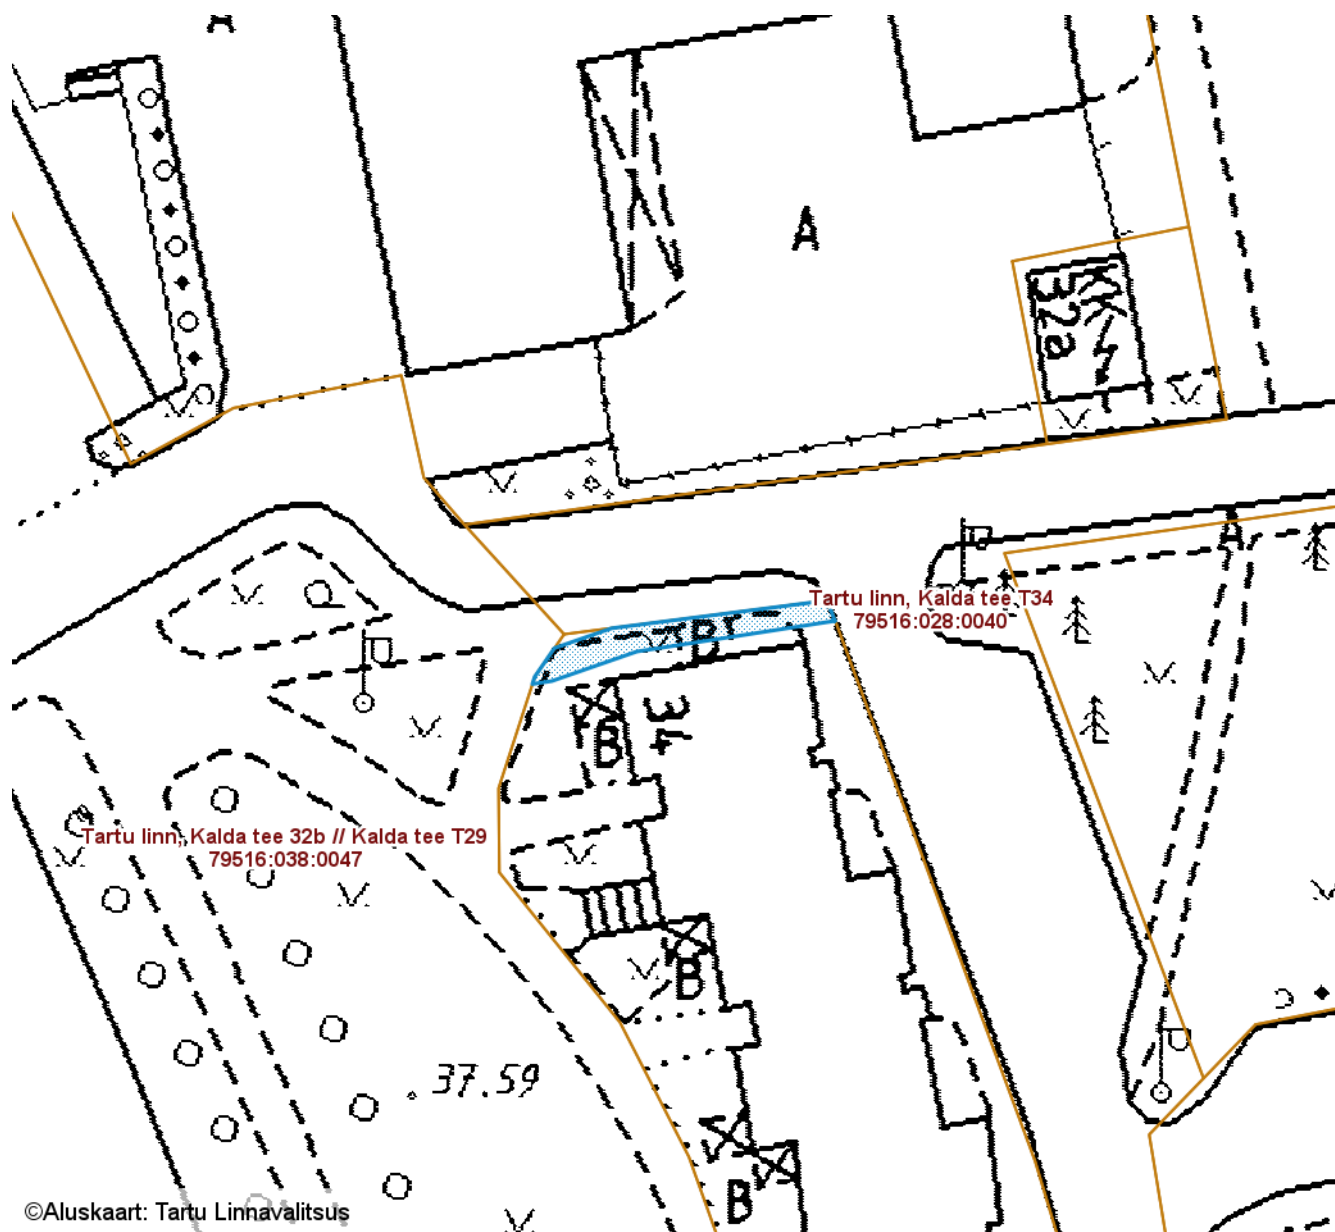 A
A
KK
32a
A
Tartu linn, Kalda tee T34
79516:028:0040
B
34
B
Tartu linn, Kalda tee 32b // Kalda tee T29
79516:038:0047
B
37.59
B
©Aluskaart: Tartu Linnavalitsus